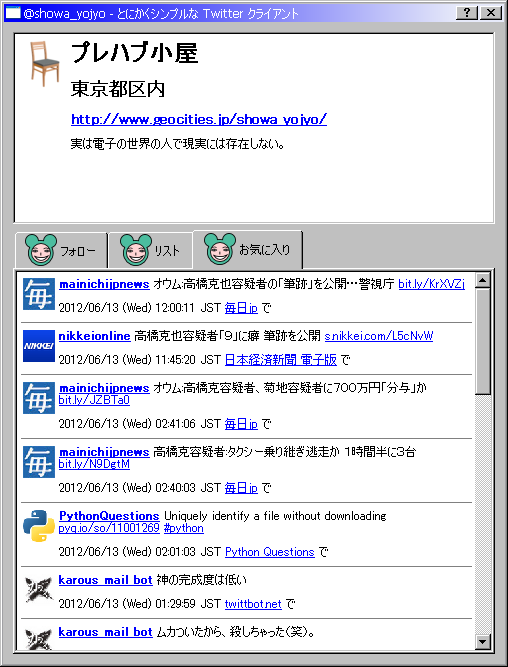 @showa_yojyo - とにかくシンプルな Twitter クライアント
プレハブ小屋
東京都区内
http://www.geocities.jp/showa_yojyo/
実は電子の世界の人で現実には存在しない。
フォロー リスト お気に入り
mainichijpnews オウム:高橋克也容疑者の「筆跡」を公開…警視庁 bit.ly/KrXVZj
2012/06/13 (Wed) 12:00:11 JST 毎日jp で
nikkeionline 高橋克也容疑者「９」に癖 筆跡を公開 s.nikkei.com/L5cNvW
2012/06/13 (Wed) 11:45:20 JST 日本経済新聞 電子版 で
mainichijpnews オウム:高橋克容疑者、菊地容疑者に７００万円「分与」か
bit.ly/JZBTa0
2012/06/13 (Wed) 02:41:06 JST 毎日jp で
mainichijpnews 高橋克容疑者:タクシー乗り継ぎ逃走か １時間半に３台
bit.ly/N9DgtM
2012/06/13 (Wed) 02:40:03 JST 毎日jp で
PythonQuestions Uniquely identify a file without downloading
pyq.io/so/11001269 #python
2012/06/13 (Wed) 02:01:03 JST Python Questions で
karous_mail_bot 神の完成度は低い
2012/06/13 (Wed) 01:29:59 JST twittbot.net で
karous_mail_bot ムカついたから、殺しちゃった（笑）。